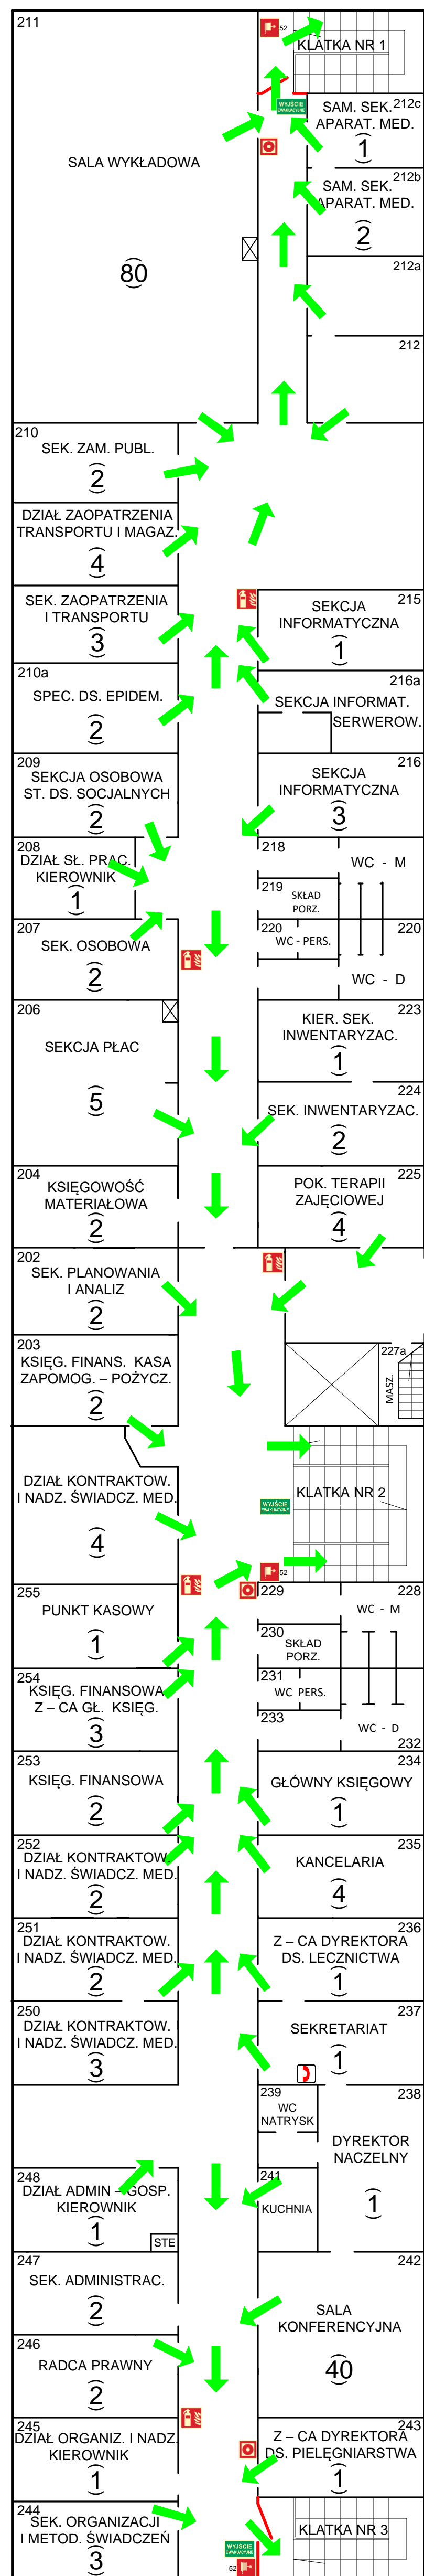 211
52
KLATKA NR 1
WYJŚCIE
EWAKUACYJNE
SAM. SEK.
212c
APARAT. MED.
1
SALA WYKŁADOWA
80
212b
SAM. SEK.
APARAT. MED.
2
212a
212
210
SEK. ZAM. PUBL.
2
DZIAŁ ZAOPATRZENIA
TRANSPORTU I MAGAZ.
4
SEK. ZAOPATRZENIA
I TRANSPORTU
3
215
SEKCJA
INFORMATYCZNA
1
210a
SPEC. DS. EPIDEM.
2
216a
SEKCJA INFORMAT.
SERWEROW.
209
SEKCJA OSOBOWA
ST. DS. SOCJALNYCH
2
216
SEKCJA
INFORMATYCZNA
3
208
DZIAŁ SŁ. PRAC.
KIEROWNIK
1
218
WC - M
219
SKŁAD
PORZ.
207
SEK. OSOBOWA
2
220
WC - PERS.
220
WC - D
206
SEKCJA PŁAC
5
223
KIER. SEK.
INWENTARYZAC.
1
224
SEK. INWENTARYZAC.
2
204
KSIĘGOWOŚĆ
MATERIAŁOWA
2
225
POK. TERAPII
ZAJĘCIOWEJ
4
202
SEK. PLANOWANIA
I ANALIZ
2
203
KSIĘG. FINANS. KASA
ZAPOMOG. – POŻYCZ.
2
227a
MASZ.
DZIAŁ KONTRAKTOW.
I NADZ. ŚWIADCZ. MED.
4
KLATKA NR 2
WYJŚCIE
EWAKUACYJNE
52
255
PUNKT KASOWY
1
229
228
WC - M
230
SKŁAD
PORZ.
254
KSIĘG. FINANSOWA
Z – CA GŁ. KSIĘG.
3
231
WC PERS.
233
WC - D
232
253
KSIĘG. FINANSOWA
2
234
GŁÓWNY KSIĘGOWY
1
252
DZIAŁ KONTRAKTOW.
I NADZ. ŚWIADCZ. MED.
2
235
KANCELARIA
4
251
DZIAŁ KONTRAKTOW.
I NADZ. ŚWIADCZ. MED.
2
236
Z – CA DYREKTORA
DS. LECZNICTWA
1
250
DZIAŁ KONTRAKTOW.
I NADZ. ŚWIADCZ. MED.
3
237
SEKRETARIAT
1
239
WC
NATRYSK
238
DYREKTOR
NACZELNY
1
248
DZIAŁ ADMIN – GOSP.
KIEROWNIK
1
STE
241
KUCHNIA
247
SEK. ADMINISTRAC.
2
242
SALA
KONFERENCYJNA
40
246
RADCA PRAWNY
2
245
DZIAŁ ORGANIZ. I NADZ.
KIEROWNIK
1
243
Z – CA DYREKTORA
DS. PIELĘGNIARSTWA
1
244
SEK. ORGANIZACJI
I METOD. ŚWIADCZEŃ
3
KLATKA NR 3
WYJŚCIE
EWAKUACYJNE
52